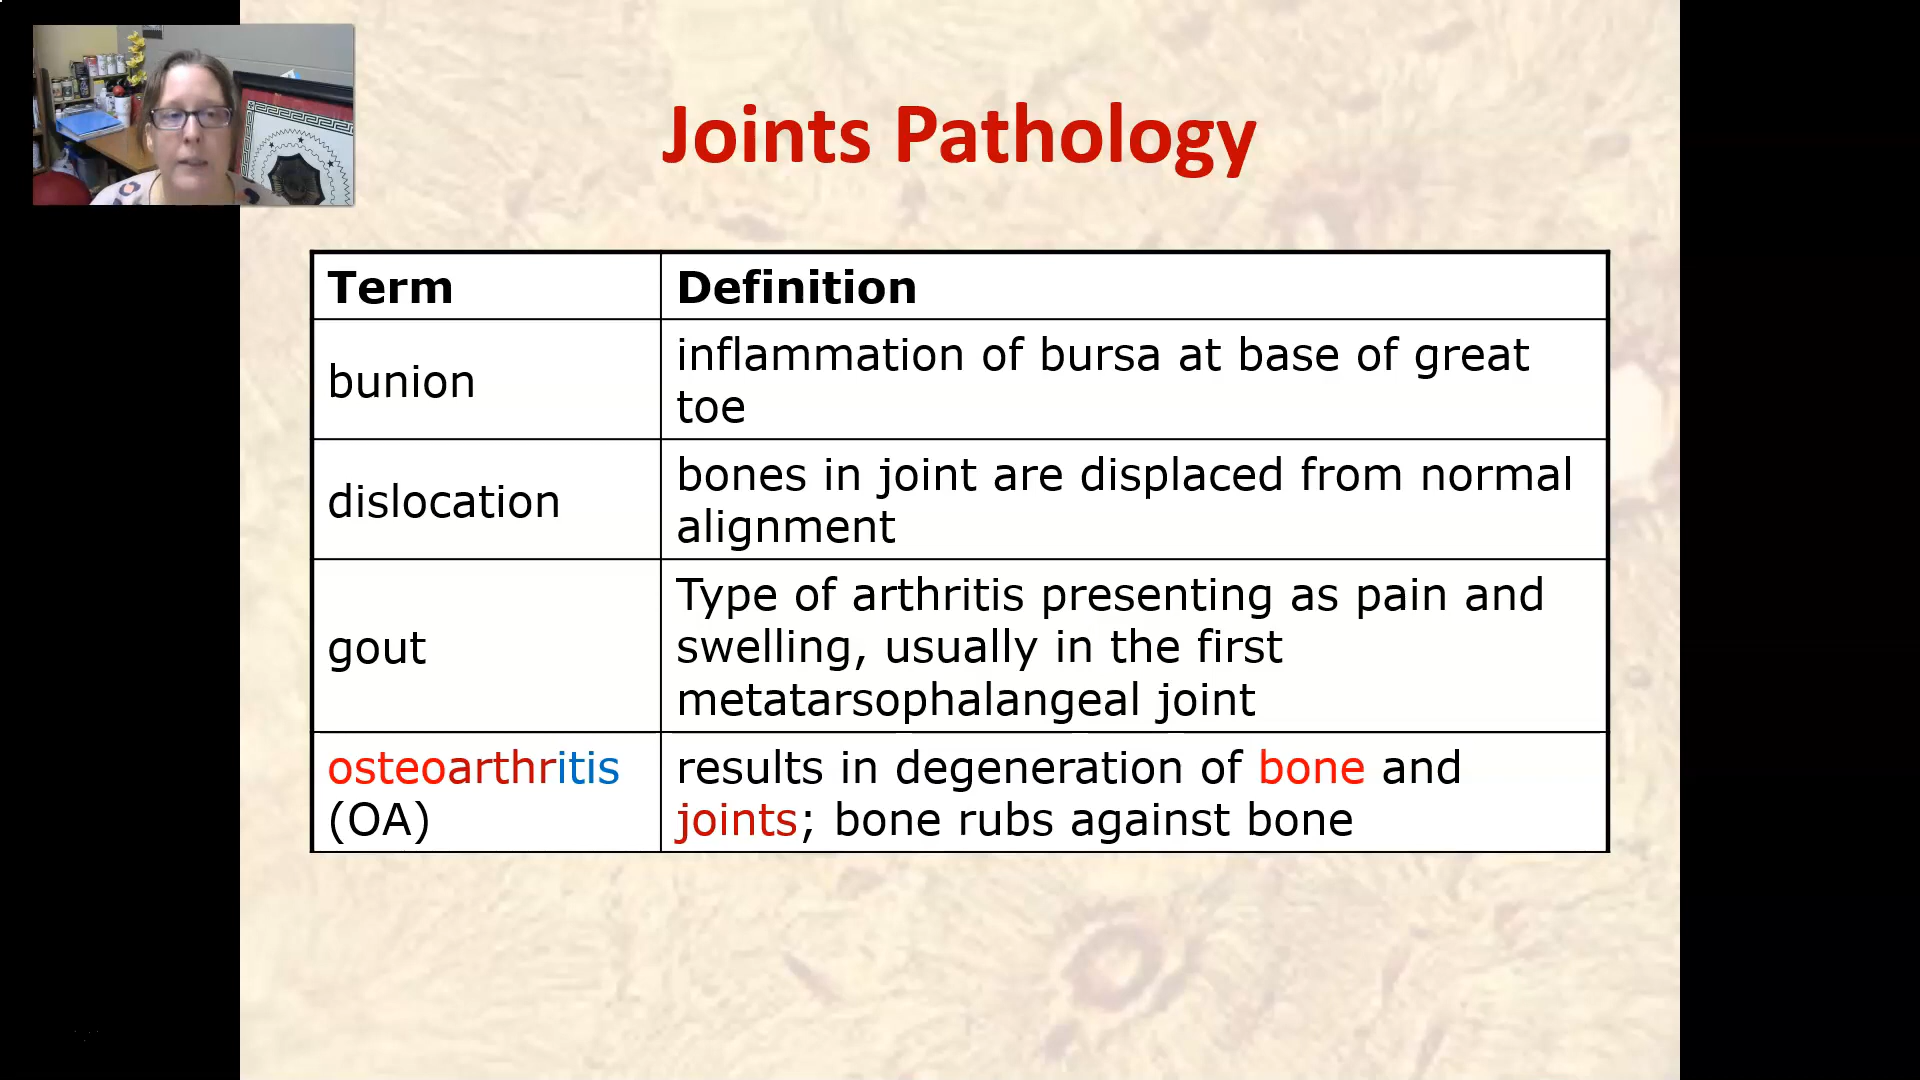 Joints Pathology
Term
Definition
bunion
inflammation of bursa at base of great
toe
dislocation
bones in joint are displaced from normal
alignment
gout
Type of arthritis presenting as pain and
swelling, usually in the first
metatarsophalangeal joint
osteoarthritis
(OA)
results in degeneration of bone and
joints; bone rubs against bone